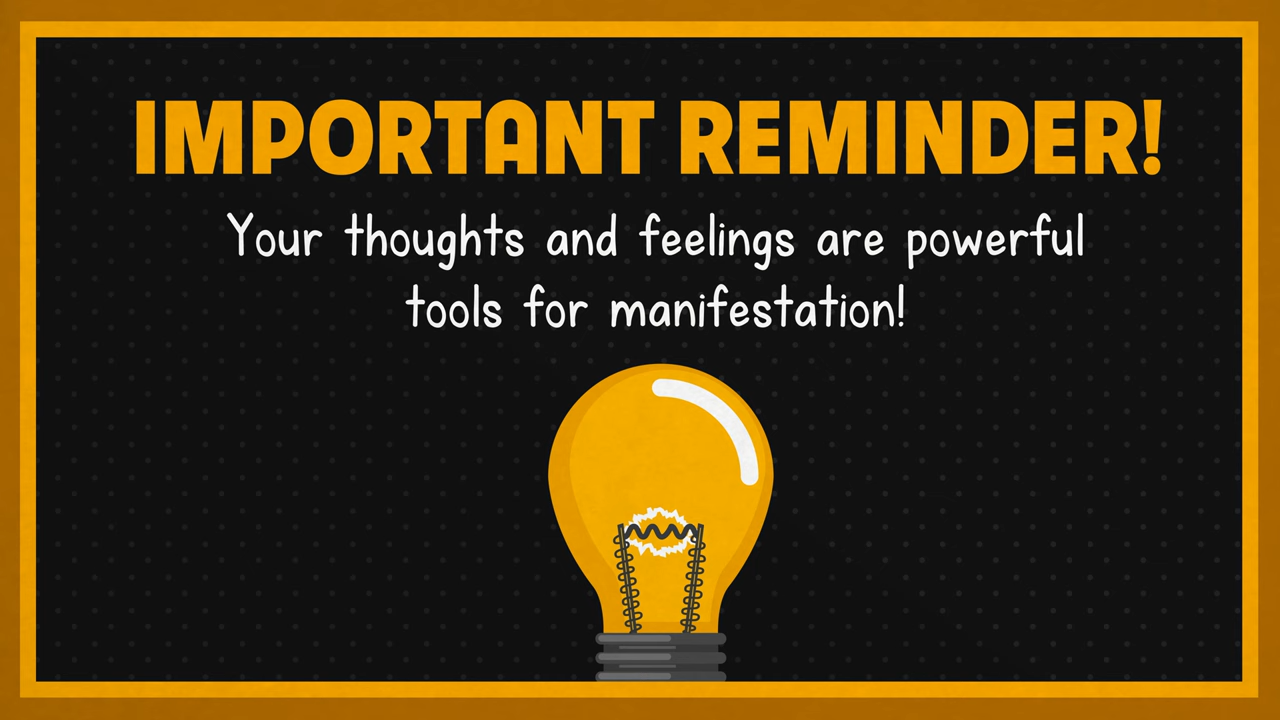 IMPORTANT REMINDER!
Your thoughts and feelings are powerful
tools for manifestation!